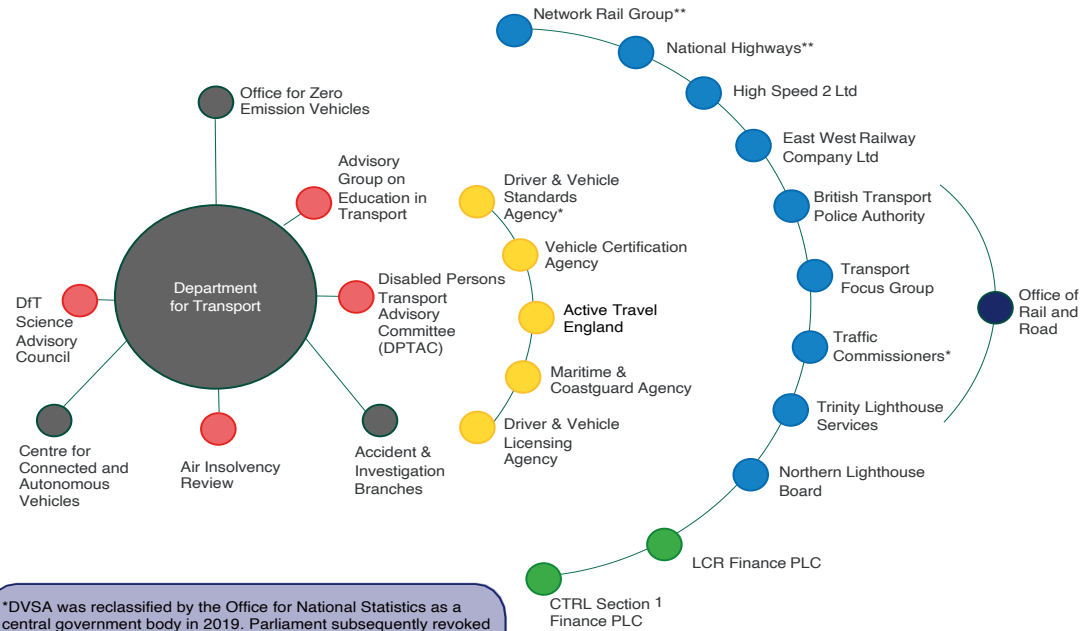 Network Rail Group**
National Highways**
High Speed 2 Ltd
East West Railway
Company Ltd
British Transport
Police Authority
Transport
Focus Group
Traffic
Commissioners*
Trinity Lighthouse
Services
Northern Lighthouse
Board
LCR Finance PLC
CTRL Section 1
Finance PLC
Office of
Rail and
Road
Office for Zero
Emission Vehicles
Advisory
Group on
Education in
Transport
Department
for Transport
Disabled Persons
Transport
Advisory
Committee
(DPTAC)
DfT
Science
Advisory
Council
Centre for
Connected and
Autonomous
Vehicles
Air Insolvency
Review
Accident &
Investigation
Branches
Driver & Vehicle
Standards
Agency*
Vehicle Certification
Agency
Active Travel
England
Maritime &
Coastguard Agency
Driver & Vehicle
Licensing
Agency
*DVSA was reclassified by the Office for National Statistics as a
central government body in 2019. Parliament subsequently revoked